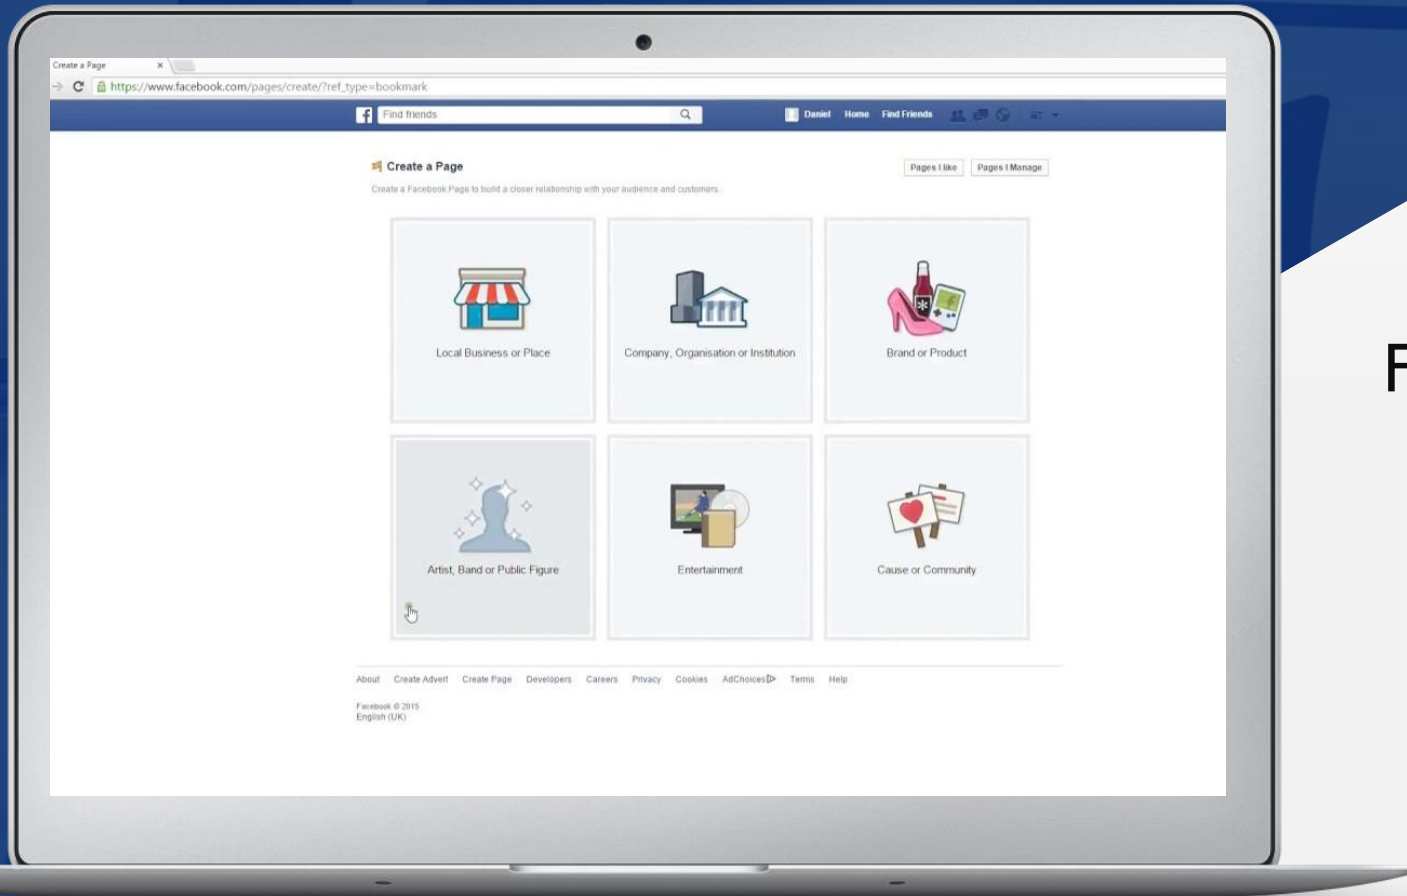 Create a Page
https://www.facebook.com/pages/create/?ref_type=bookmark
Find friends
Daniel Home Find Friends
Create a Page
Pages I like Pages I Manage
Create a Facebook Page to build a closer relationship with your audience and customers.
Local Business or Place
Company, Organisation or Institution
Brand or Product
F
Artist, Band or Public Figure
Entertainment
Cause or Community
About Create Advert Create Page Developers Careers Privacy Cookies AdChoices Terms Help
Facebook © 2015
English (UK)